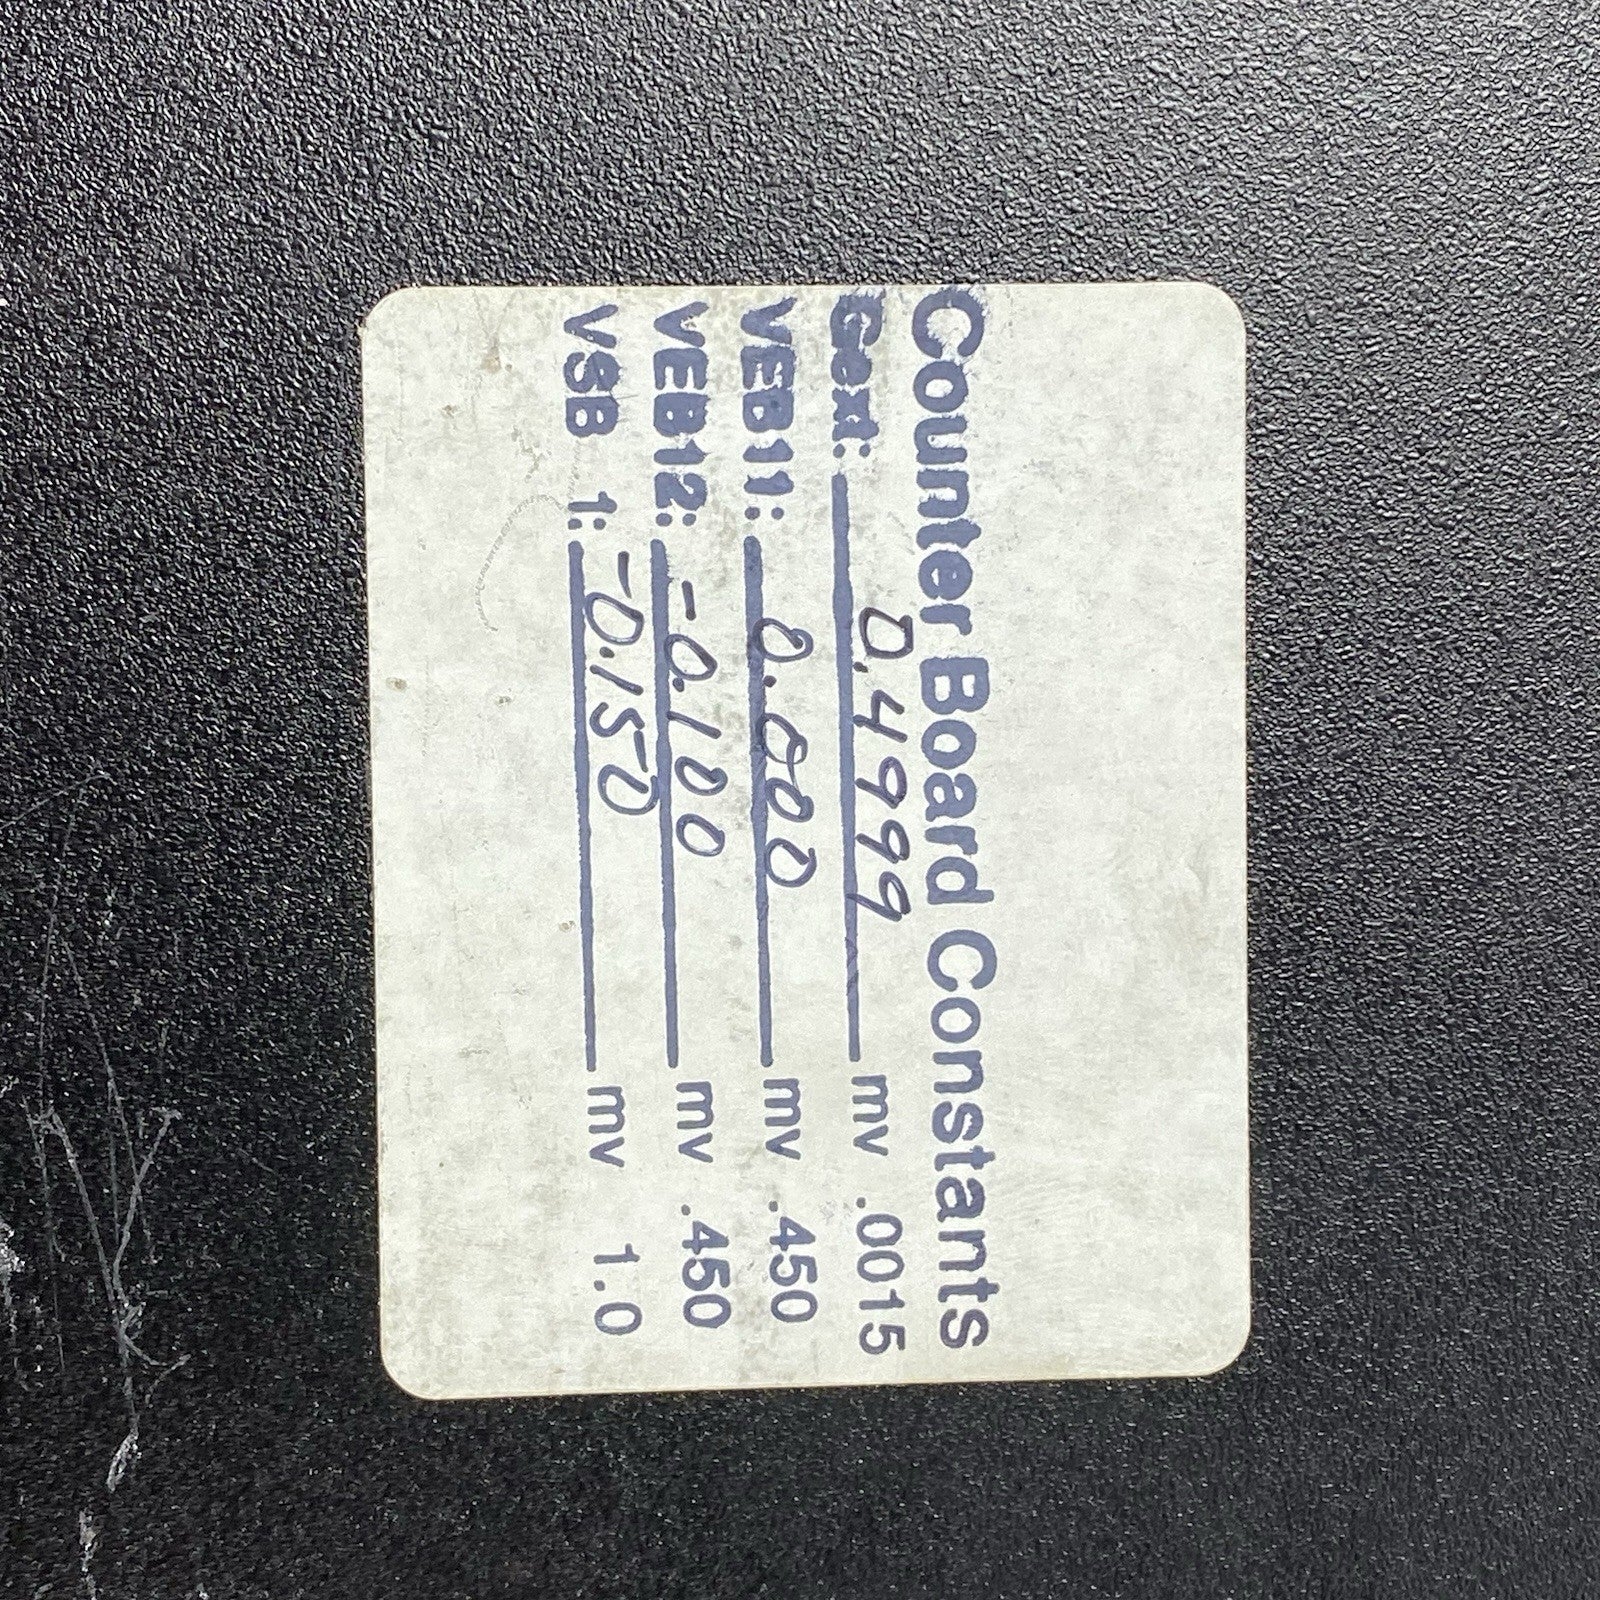 Counter Board Constants
Gext: 0.4999 mv .0015
VEB11: 0.000 mv .450
VEB12: -0.100 mv .450
VSB 1: -0.150 mv 1.0